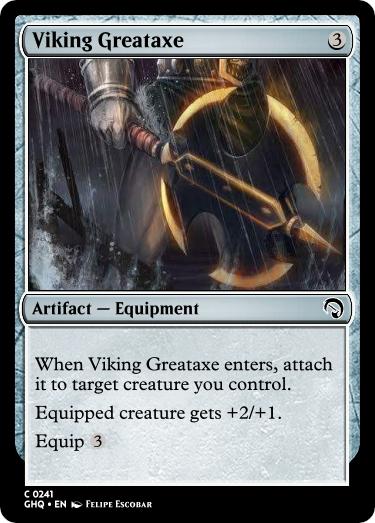 Viking Greataxe 3
Artifact — Equipment
When Viking Greataxe enters, attach
it to target creature you control.
Equipped creature gets +2/+1.
Equip 3
C 0241
GHQ • EN Felipe Escobar